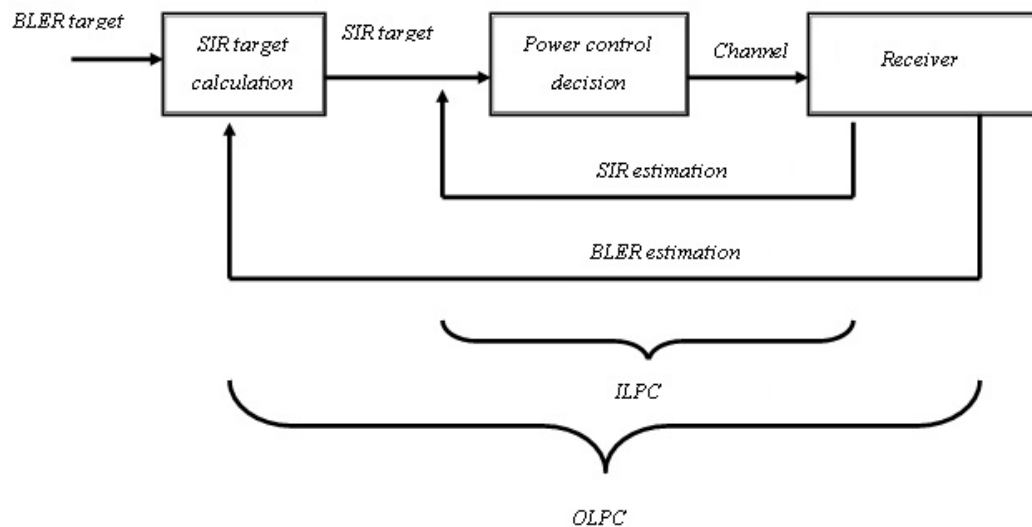 BLER target
SIR target
calculation
SIR target
Power control
decision
Channel
Receiver
SIR estimation
BLER estimation
ILPC
OLPC